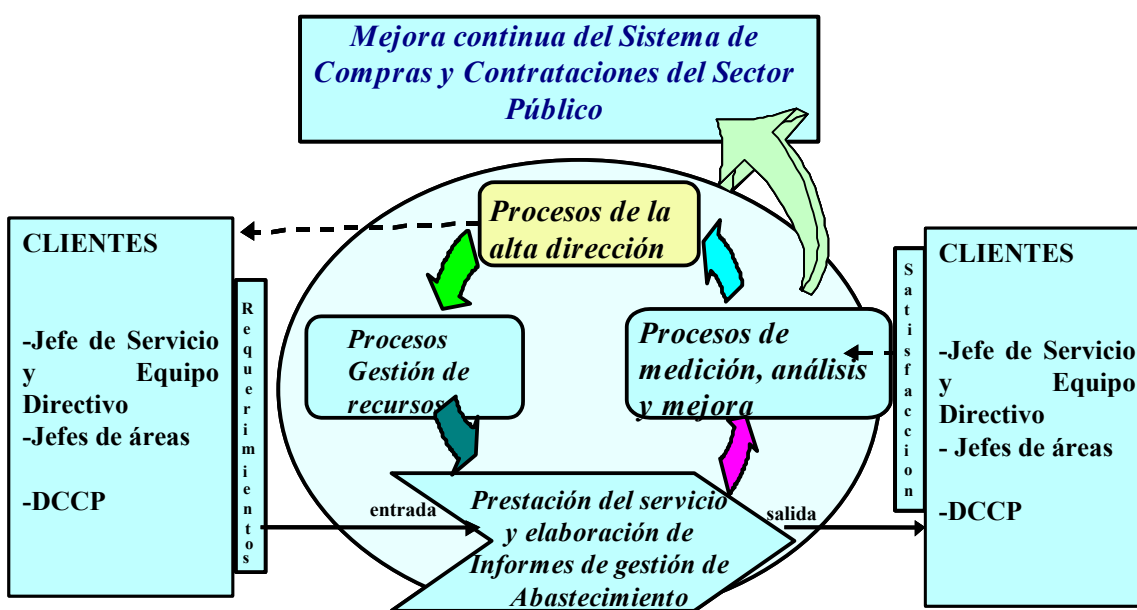 Mejora continua del Sistema de
Compras y Contrataciones del Sector
Público
Procesos de la
alta dirección
CLIENTES
-Jefe de Servicio
y Equipo
Directivo
-Jefes de áreas
-DCCP
Requerimientos
Procesos
Gestión de
recursos
Procesos de
medición, análisis
y mejora
Satisfaccion
CLIENTES
-Jefe de Servicio
y Equipo
Directivo
- Jefes de áreas
-DCCP
entrada
Prestación del servicio
y elaboración de
Informes de gestión de
Abastecimiento
salida